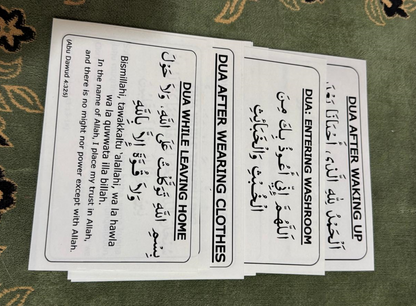 DUA WHILE LEAVING HOME
بِسْمِ اللَّهِ تَوَكَّلْتُ عَلَى اللَّهِ، وَلَا حَوْلَ
وَلَا قُوَّةَ إِلَّا بِاللَّهِ
Bismillahi, tawakkaltu 'alallahi, wa la hawla
wa la quwwata illa billah.
In the name of Allah, I place my trust in Allah,
and there is no might nor power except with Allah.
(Abu Dawud 4:325)
DUA AFTER WEARING CLOTHES
DUA: ENTERING WASHROOM
اَللَّهُمَّ إِنِّي أَعُوذُ بِكَ مِنَ
الْخُبُثِ وَالْخَبَائِثِ
DUA AFTER WAKING UP
اَلْحَمْدُ لِلَّهِ الَّذِي أَحْيَانَا بَعْدَ